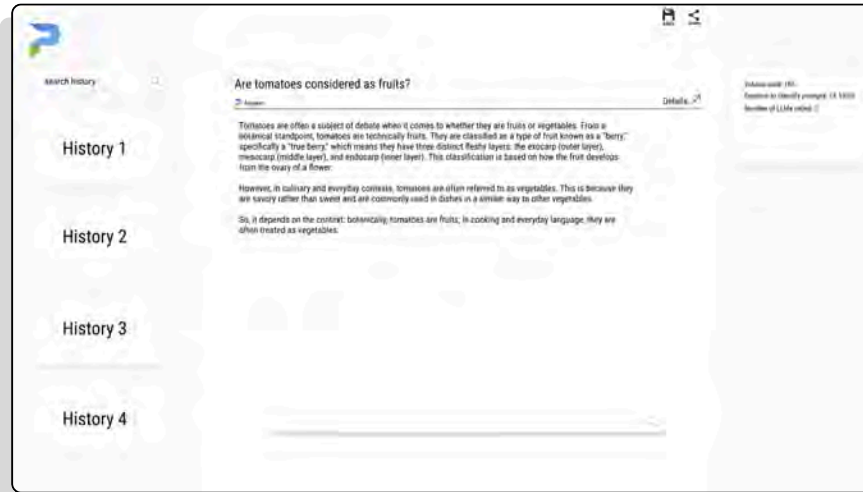 search history
History 1
History 2
History 3
History 4
Are tomatoes considered as fruits?
Details
Tomatoes are often a subject of debate when it comes to whether they are fruits or vegetables. From a
botanical standpoint, tomatoes are technically fruits. They are classified as a type of fruit known as a "berry,"
specifically a "true berry," which means they have three distinct fleshy layers: the exocarp (outer layer),
mesocarp (middle layer), and endocarp (inner layer). This classification is based on how the fruit develops
from the ovary of a flower.
However, in culinary and everyday contexts, tomatoes are often referred to as vegetables. This is because they
are savory rather than sweet and are commonly used in dishes in a similar way to other vegetables.
So, it depends on the context: botanically, tomatoes are fruits; in cooking and everyday language, they are
often treated as vegetables.
Number of LLMs